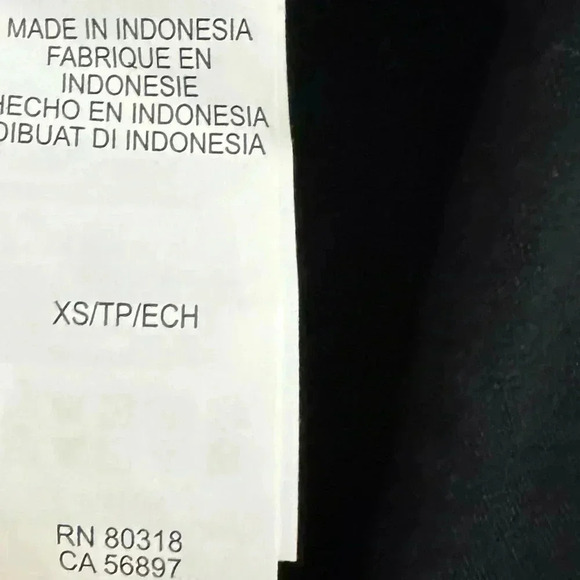 MADE IN INDONESIA
FABRIQUE EN
INDONESIE
HECHO EN INDONESIA
DIBUAT DI INDONESIA
XS/TP/ECH
RN 80318
CA 56897